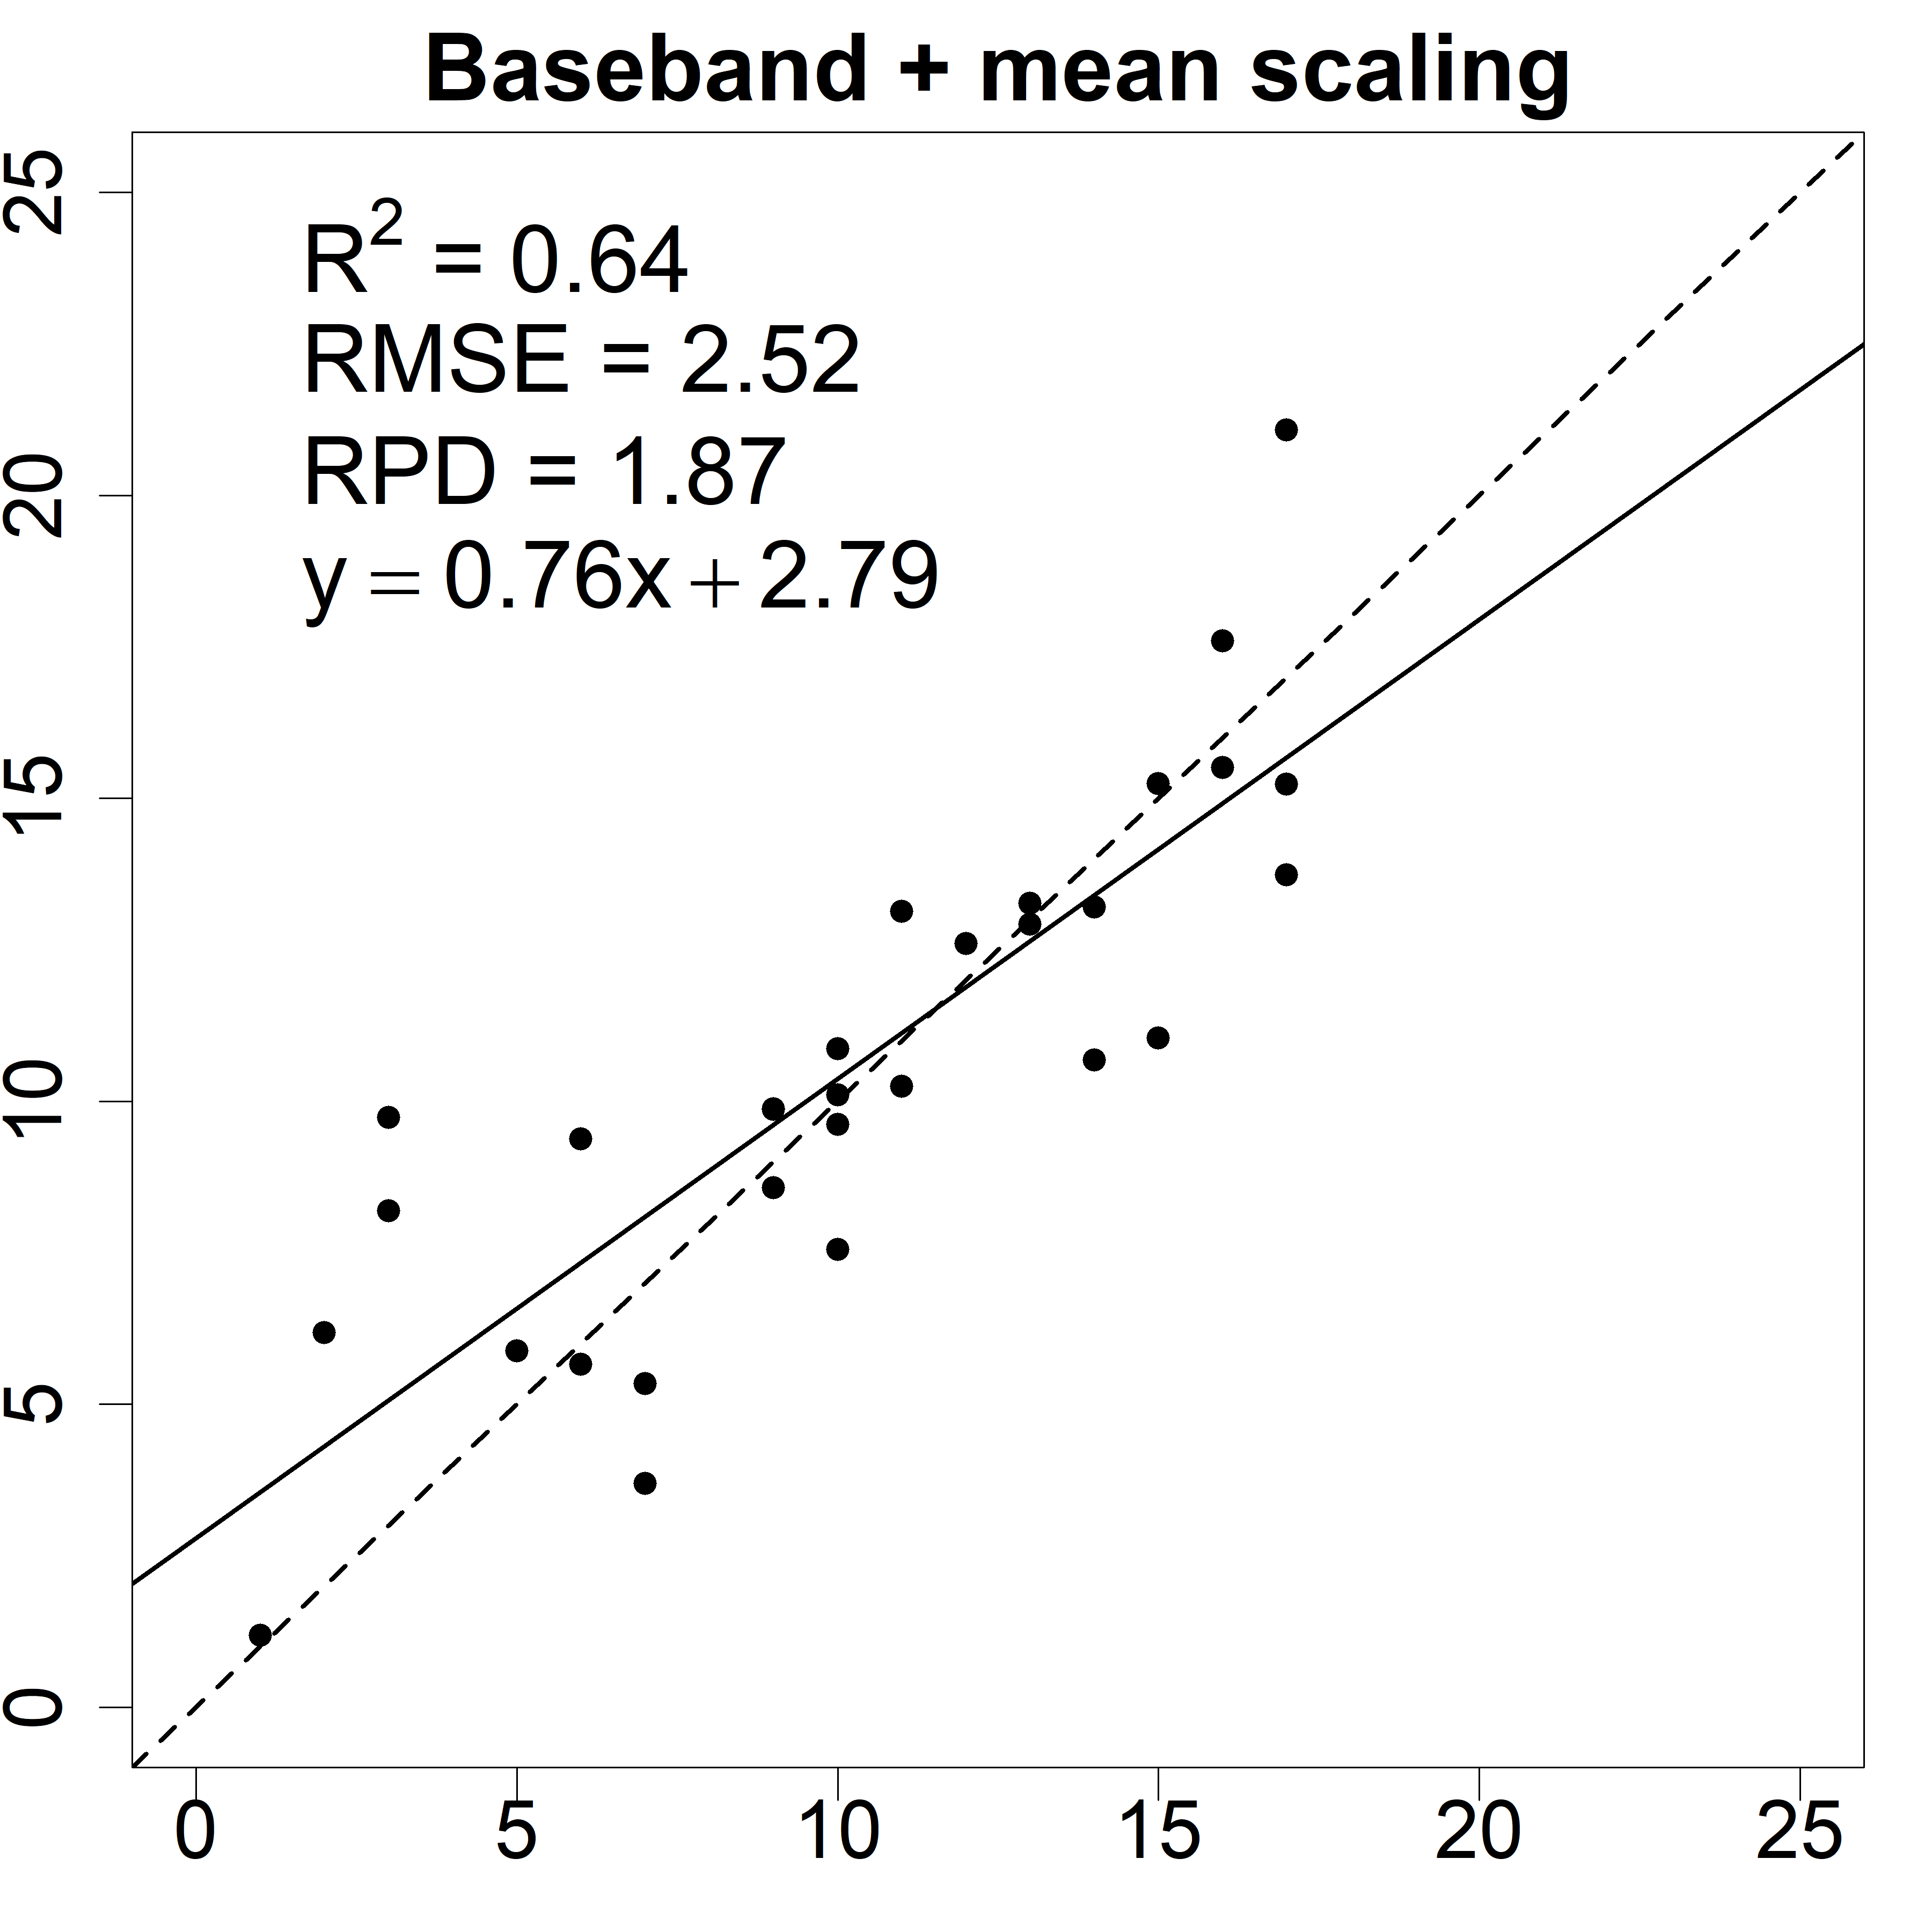 Baseband + mean scaling
R² = 0.64
RMSE = 2.52
RPD = 1.87
y = 0.76x + 2.79
25
20
15
10
5
0
0 5 10 15 20 25